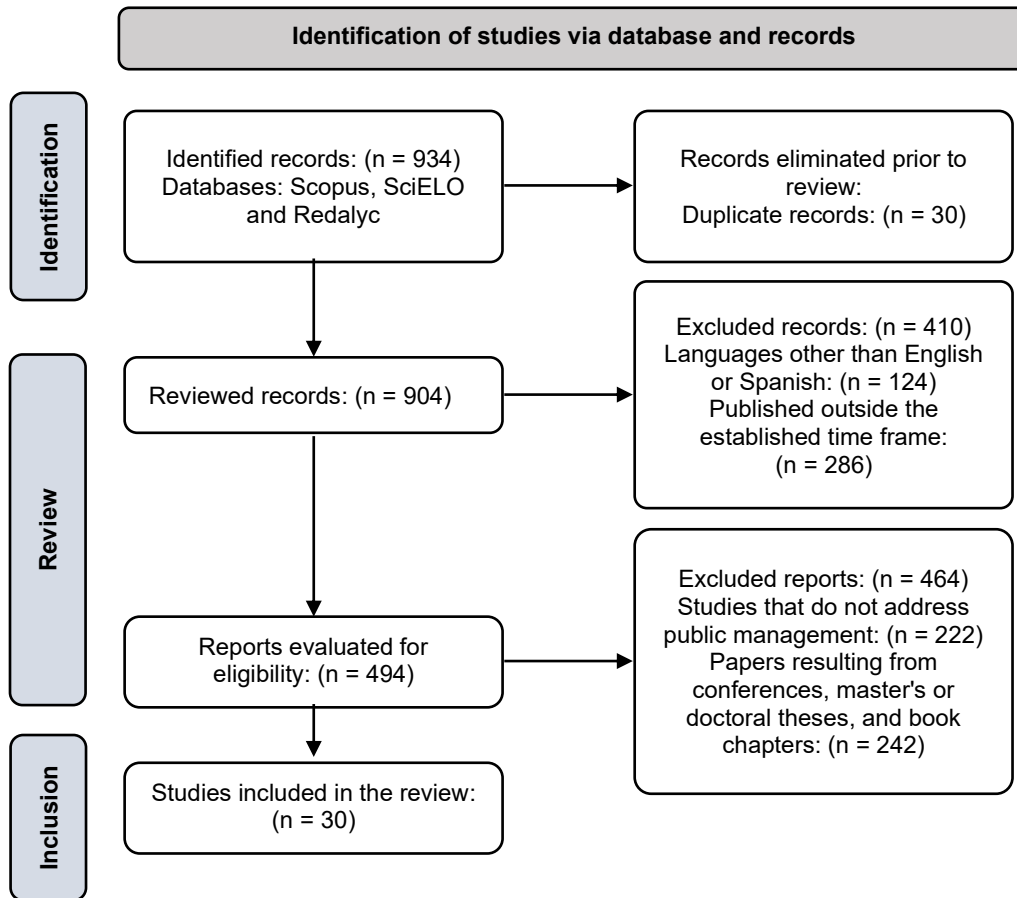 Identification of studies via database and records
Identification
Identified records: (n = 934)
Databases: Scopus, SciELO
and Redalyc
Records eliminated prior to
review:
Duplicate records: (n = 30)
Review
Reviewed records: (n = 904)
Excluded records: (n = 410)
Languages other than English
or Spanish: (n = 124)
Published outside the
established time frame:
(n = 286)
Reports evaluated for
eligibility: (n = 494)
Excluded reports: (n = 464)
Studies that do not address
public management: (n = 222)
Papers resulting from
conferences, master's or
doctoral theses, and book
chapters: (n = 242)
Inclusion
Studies included in the review:
(n = 30)